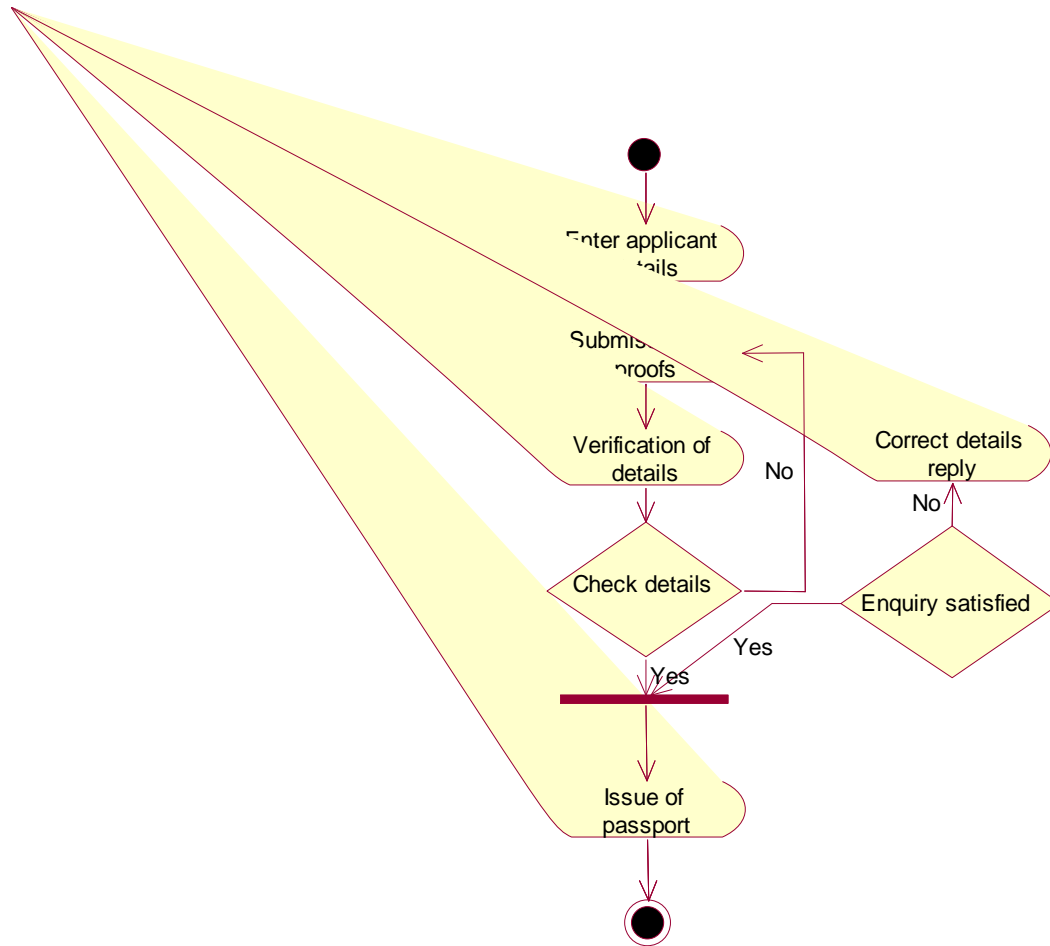 Enter applicant
proofs
Verification of
details
Correct details
reply
No
No
Check details
Enquiry satisfied
Yes
Yes
Issue of
passport